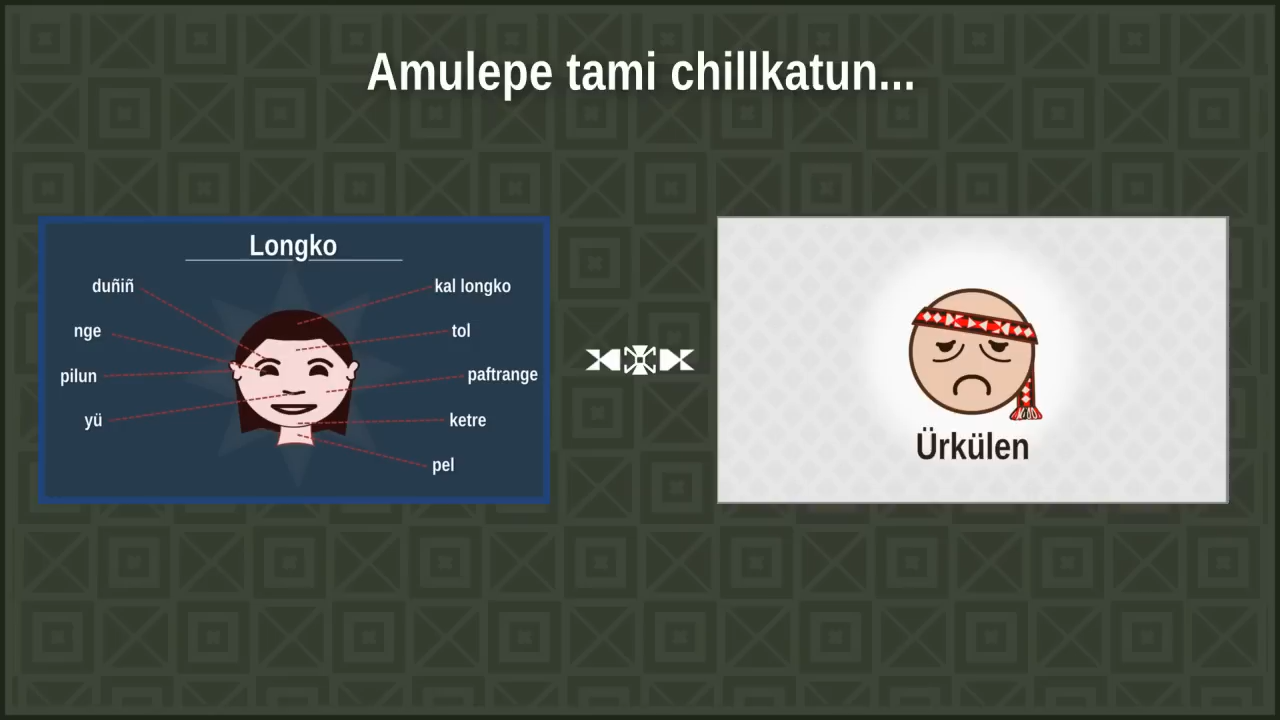 Amulepe tami chillkatun...
Longko
duñiñ
nge
pilun
yü
kal longko
tol
paftrange
ketre
pel
Ürkülen